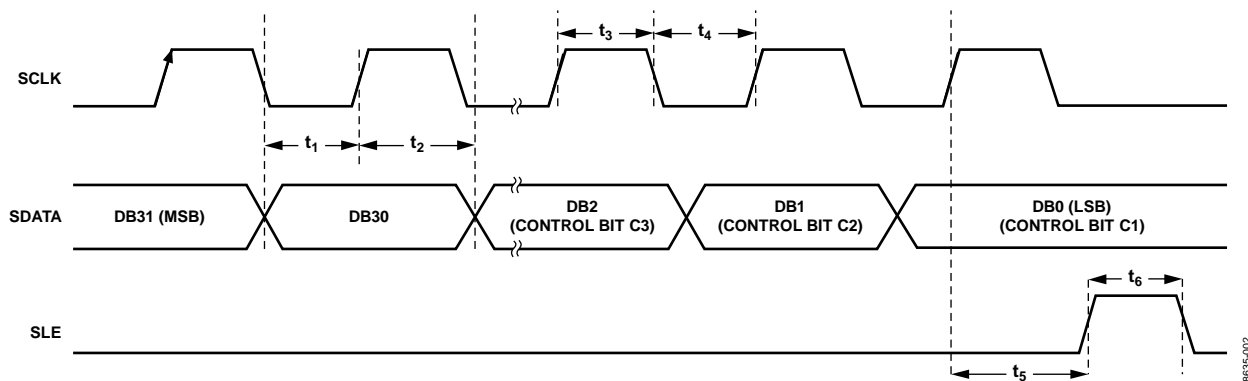 t3
t4
SCLK
t1
t2
SDATA
DB31 (MSB)
DB30
DB2
(CONTROL BIT C3)
DB1
(CONTROL BIT C2)
DB0 (LSB)
(CONTROL BIT C1)
t6
SLE
t5